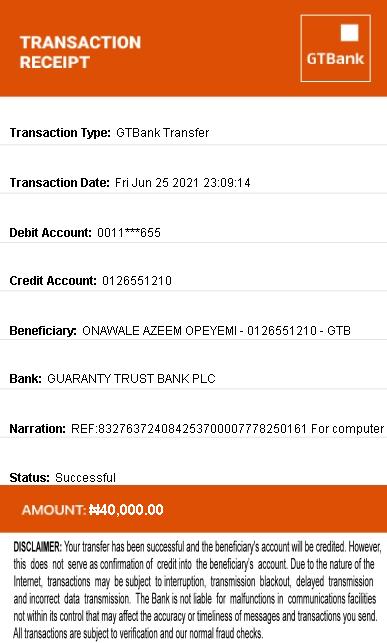 TRANSACTION
RECEIPT
GTBank
Transaction Type: GTBank Transfer
Transaction Date: Fri Jun 25 2021 23:09:14
Debit Account: 0011***655
Credit Account: 0126551210
Beneficiary: ONAWALE AZEEM OPEYEMI - 0126551210 - GTB
Bank: GUARANTY TRUST BANK PLC
Narration: REF:832763724084253700007778250161 For computer
Status: Successful
AMOUNT: ₦40,000.00
DISCLAIMER: Your transfer has been successful and the beneficiary's account will be credited. However,
this does not serve as confirmation of credit into the beneficiary's account. Due to the nature of the
Internet, transactions may be subject to interruption, transmission blackout, delayed transmission
and incorrect data transmission. The Bank is not liable for malfunctions in communications facilities
not within its control that may affect the accuracy or timeliness of messages and transactions you send.
All transactions are subject to verification and our normal fraud checks.